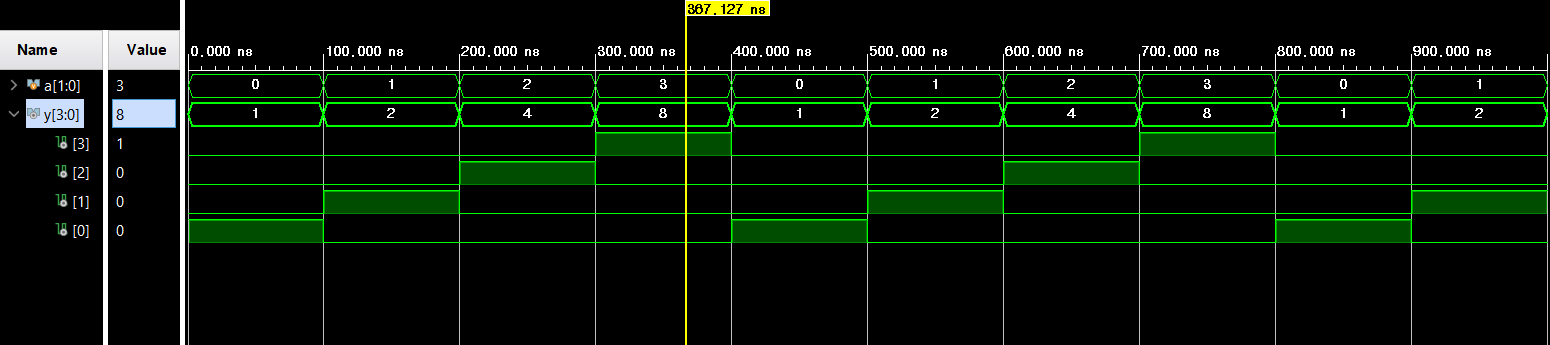 367.127 ns
Name Value
0.000 ns 100.000 ns 200.000 ns 300.000 ns 400.000 ns 500.000 ns 600.000 ns 700.000 ns 800.000 ns 900.000 ns
a[1:0] 3 0 1 2 3 0 1 2 3 0 1
y[3:0] 8 1 2 4 8 1 2 4 8 1 2
[3] 1
[2] 0
[1] 0
[0] 0